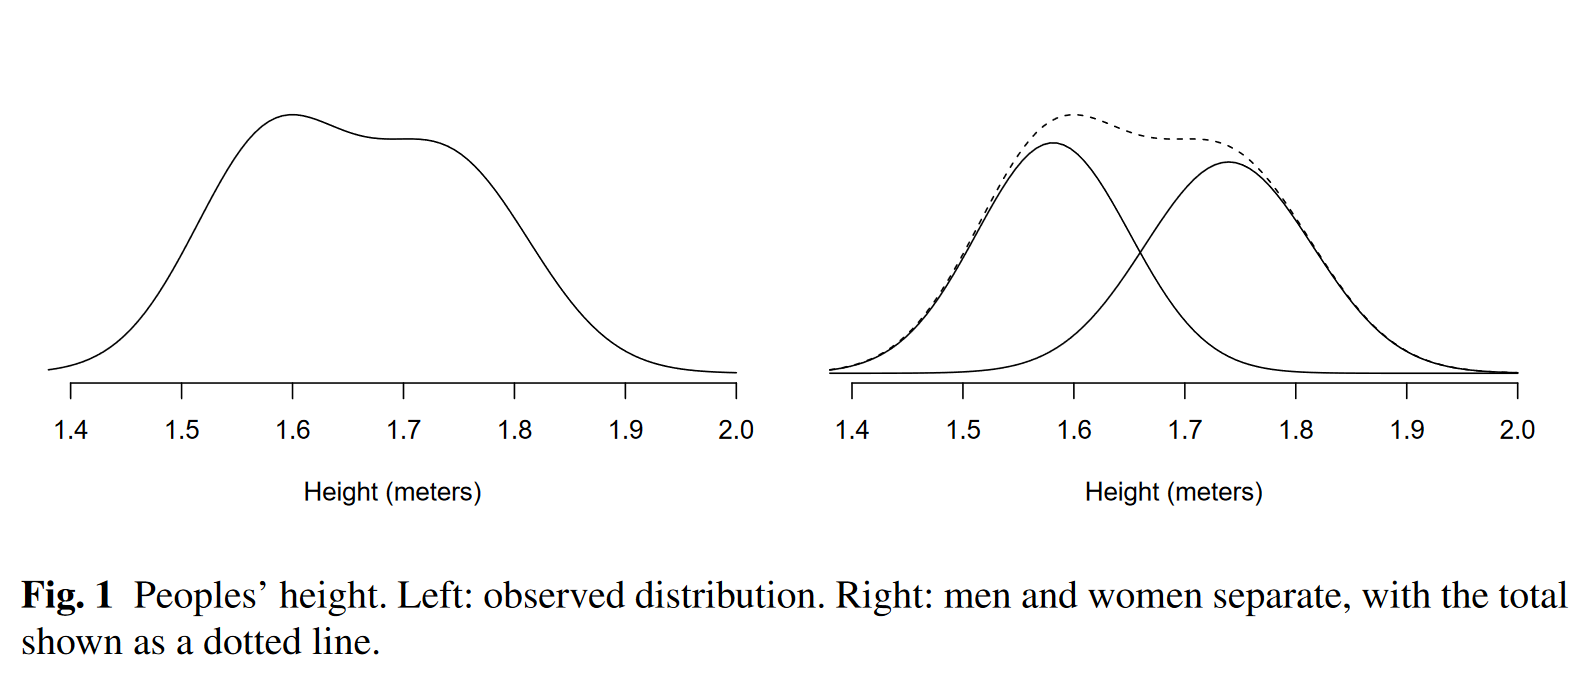 1.4 1.5 1.6 1.7 1.8 1.9 2.0
Height (meters)
1.4 1.5 1.6 1.7 1.8 1.9 2.0
Height (meters)
Fig. 1 Peoples’ height. Left: observed distribution. Right: men and women separate, with the total
shown as a dotted line.